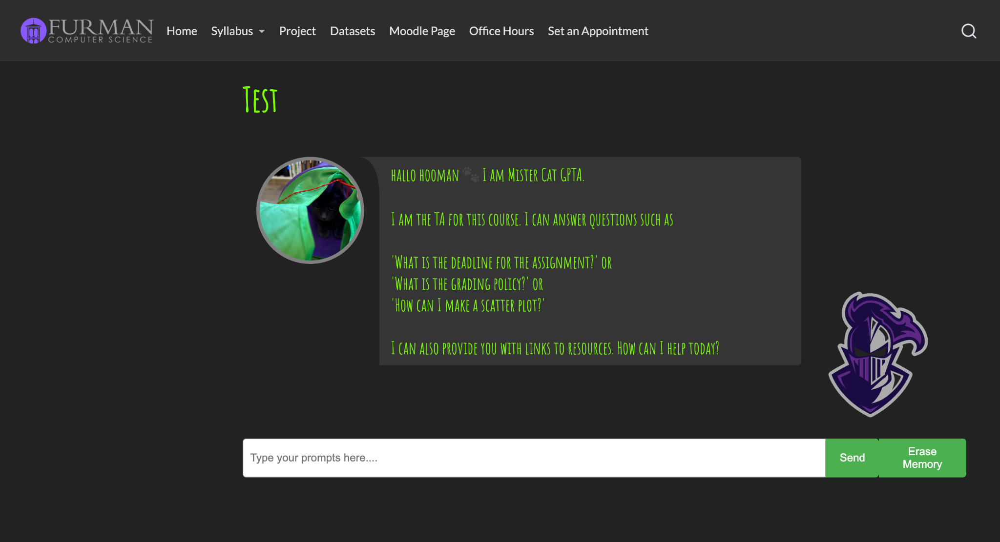 FURMAN
COMPUTER SCIENCE
Home Syllabus Project Datasets Moodle Page Office Hours Set an Appointment
Test
hallo hooman 🐾 I am Mister Cat GPTA.
I am the TA for this course. I can answer questions such as
'What is the deadline for the assignment?' or
'What is the grading policy?' or
'How can I make a scatter plot?'
I can also provide you with links to resources. How can I help today?
Type your prompts here....
Send
Erase
Memory